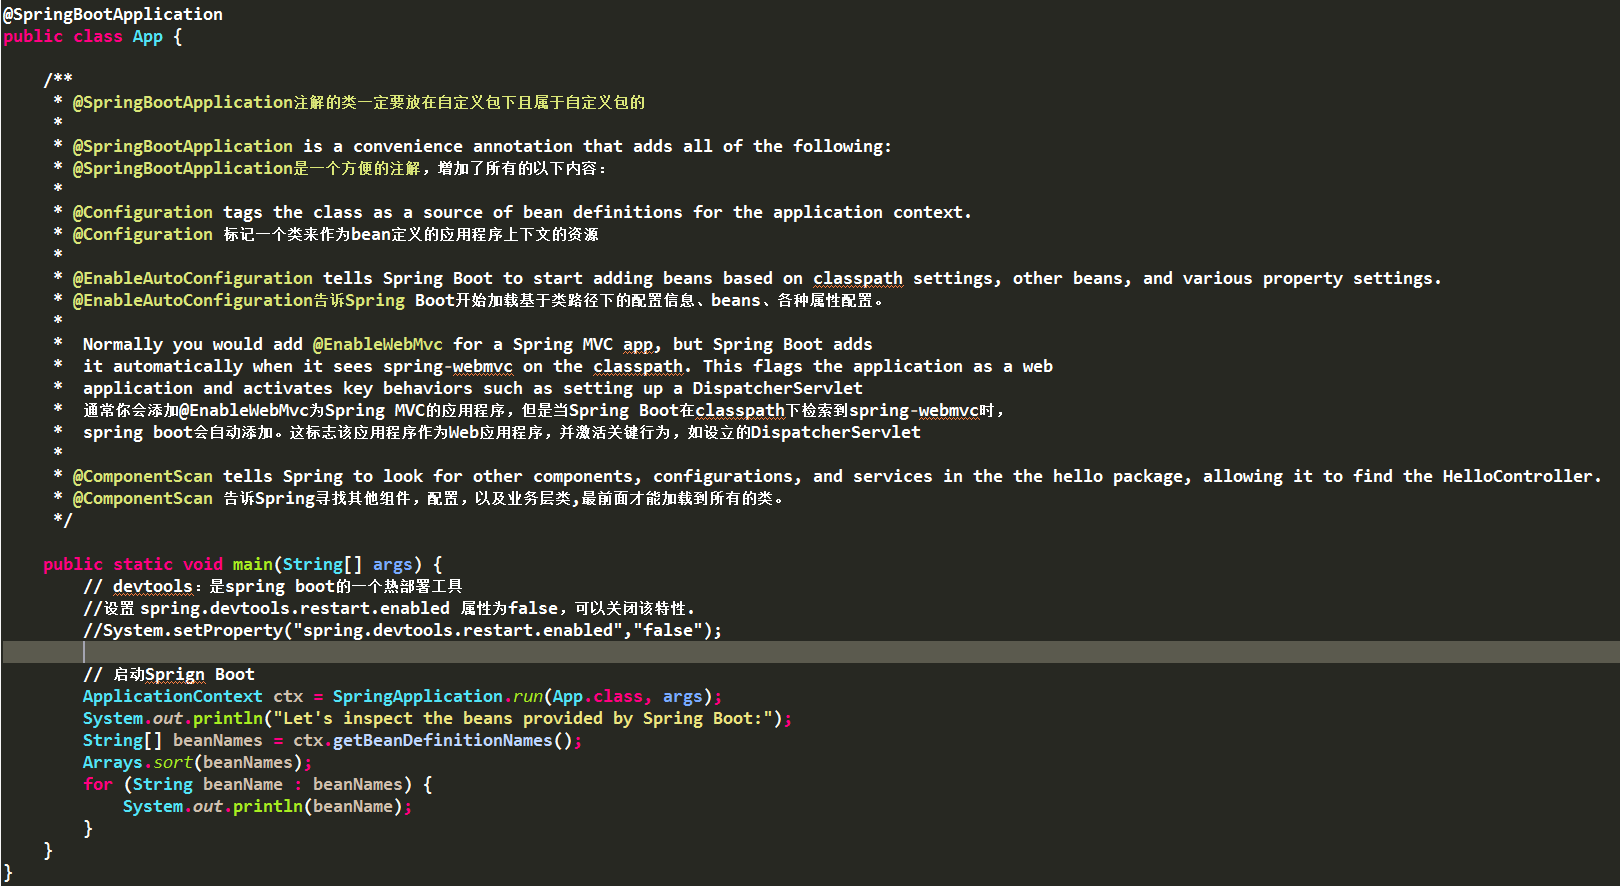 @SpringBootApplication
public class App {
/**
* @SpringBootApplication注解的类一定要放在自定义包下且属于自定义包的
*
* @SpringBootApplication is a convenience annotation that adds all of the following:
* @SpringBootApplication是一个方便的注解，增加了所有的以下内容：
*
* @Configuration tags the class as a source of bean definitions for the application context.
* @Configuration 标记一个类来作为bean定义的应用程序上下文的资源
*
* @EnableAutoConfiguration tells Spring Boot to start adding beans based on classpath settings, other beans, and various property settings.
* @EnableAutoConfiguration告诉Spring Boot开始加载基于类路径下的配置信息、beans、各种属性配置。
*
*  Normally you would add @EnableWebMvc for a Spring MVC app, but Spring Boot adds
*  it automatically when it sees spring-webmvc on the classpath. This flags the application as a web
*  application and activates key behaviors such as setting up a DispatcherServlet
*  通常你会添加@EnableWebMvc为Spring MVC的应用程序，但是当Spring Boot在classpath下检索到spring-webmvc时，
*  spring boot会自动添加。这标志该应用程序作为Web应用程序，并激活关键行为，如设立的DispatcherServlet
*
* @ComponentScan tells Spring to look for other components, configurations, and services in the the hello package, allowing it to find the HelloController.
* @ComponentScan 告诉Spring寻找其他组件，配置，以及业务层类,最前面才能加载到所有的类。
*/
public static void main(String[] args) {
// devtools：是spring boot的一个热部署工具
//设置 spring.devtools.restart.enabled 属性为false，可以关闭该特性.
//System.setProperty("spring.devtools.restart.enabled","false");
// 启动Sprign Boot
ApplicationContext ctx = SpringApplication.run(App.class, args);
System.out.println("Let's inspect the beans provided by Spring Boot:");
String[] beanNames = ctx.getBeanDefinitionNames();
Arrays.sort(beanNames);
for (String beanName : beanNames) {
System.out.println(beanName);
}
}
}